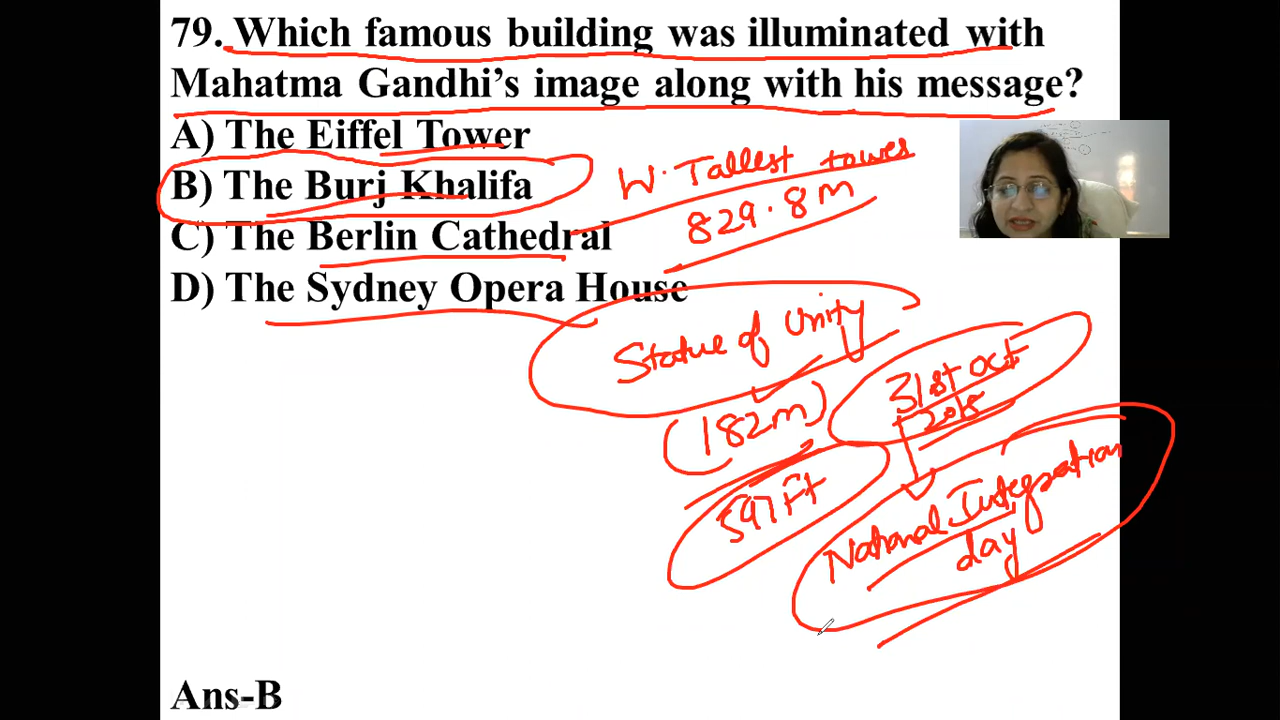 79. Which famous building was illuminated with
Mahatma Gandhi's image along with his message?
A) The Eiffel Tower
B) The Burj Khalifa
C) The Berlin Cathedral
D) The Sydney Opera House
W. Tallest tower
829.8m
Statue of Unity
(182m)
597 Ft
31st Oct
2018
National Integration
day
Ans-B